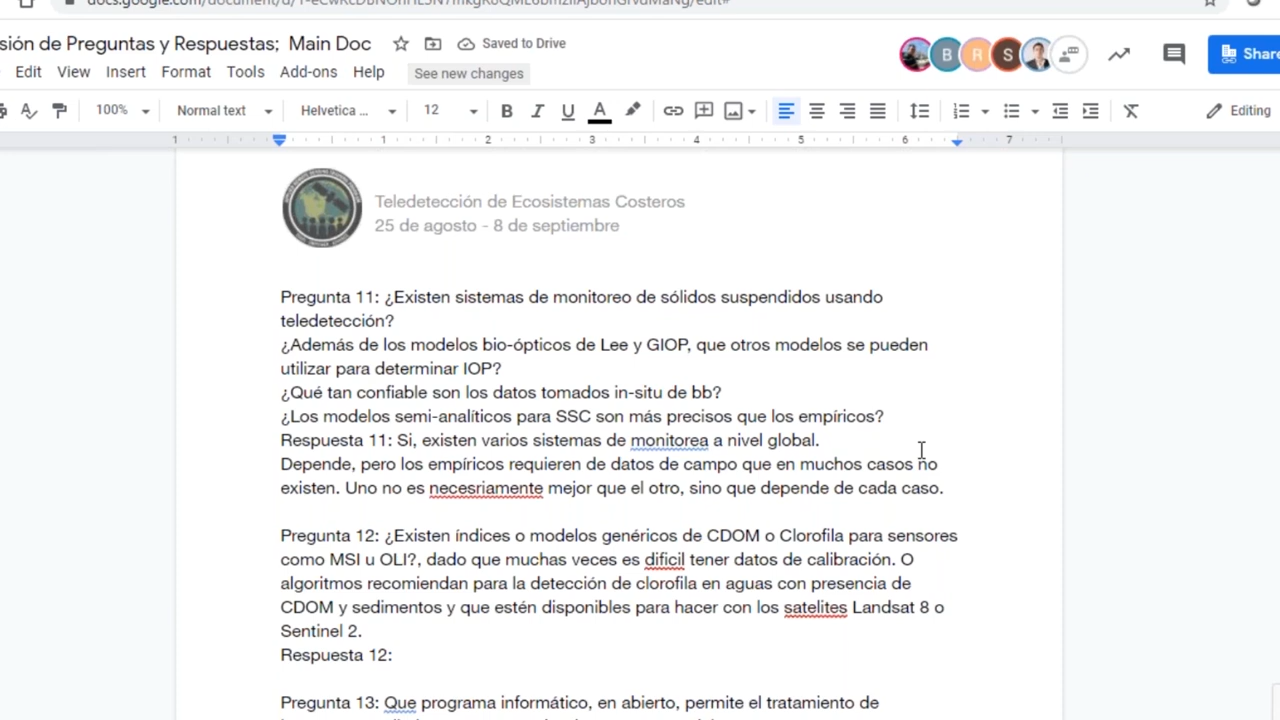 sión de Preguntas y Respuestas; Main Doc
Saved to Drive
Share
Edit View Insert Format Tools Add-ons Help
See new changes
B R S
100% Normal text Helvetica ... 12 B I U A Editing
1 1 2 3 4 5 6 7
Teledetección de Ecosistemas Costeros
25 de agosto - 8 de septiembre
Pregunta 11: ¿Existen sistemas de monitoreo de sólidos suspendidos usando
teledetección?
¿Además de los modelos bio-ópticos de Lee y GIOP, que otros modelos se pueden
utilizar para determinar IOP?
¿Qué tan confiable son los datos tomados in-situ de bb?
¿Los modelos semi-analíticos para SSC son más precisos que los empíricos?
Respuesta 11: Si, existen varios sistemas de monitorea a nivel global.
Depende, pero los empíricos requieren de datos de campo que en muchos casos no
existen. Uno no es necesriamente mejor que el otro, sino que depende de cada caso.
Pregunta 12: ¿Existen índices o modelos genéricos de CDOM o Clorofila para sensores
como MSI u OLI?, dado que muchas veces es dificil tener datos de calibración. O
algoritmos recomiendan para la detección de clorofila en aguas con presencia de
CDOM y sedimentos y que estén disponibles para hacer con los satelites Landsat 8 o
Sentinel 2.
Respuesta 12:
Pregunta 13: Que programa informático, en abierto, permite el tratamiento de